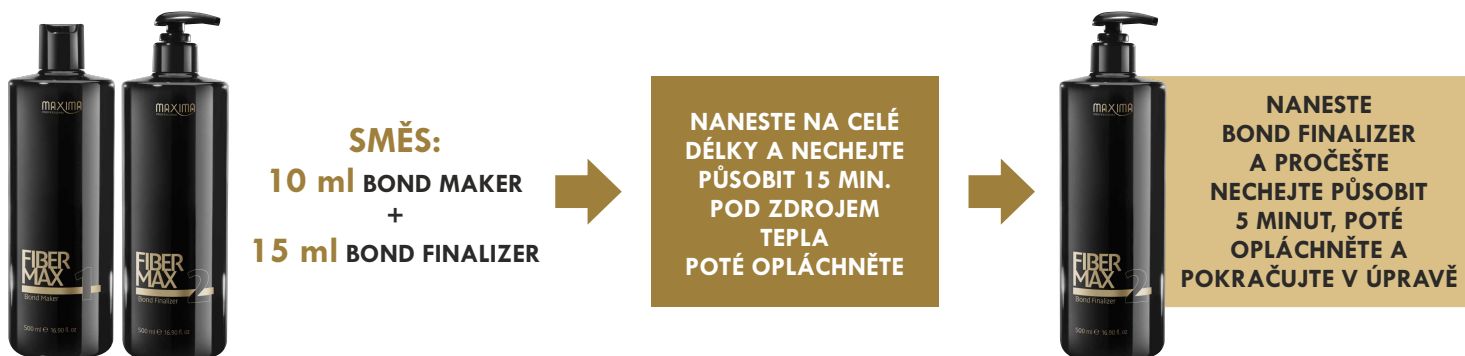 MAXIMA
FIBER
MAX 1
Bond Maker
500 ml ℮ 16.90 fl. oz
MAXIMA
FIBER
MAX 2
Bond Finalizer
500 ml ℮ 16.90 fl. oz
SMĚS:
10 ml BOND MAKER
+
15 ml BOND FINALIZER
NANESTE NA CELÉ
DÉLKY A NECHEJTE
PŮSOBIT 15 MIN.
POD ZDROJEM
TEPLA
POTÉ OPLÁCHNĚTE
MAXIMA
FIBER
MAX 2
Bond Finalizer
500 ml ℮ 16.90 fl. oz
NANESTE
BOND FINALIZER
A PROČEŠTE
NECHEJTE PŮSOBIT
5 MINUT, POTÉ
OPLÁCHNĚTE A
POKRAČUJTE V ÚPRAVĚ